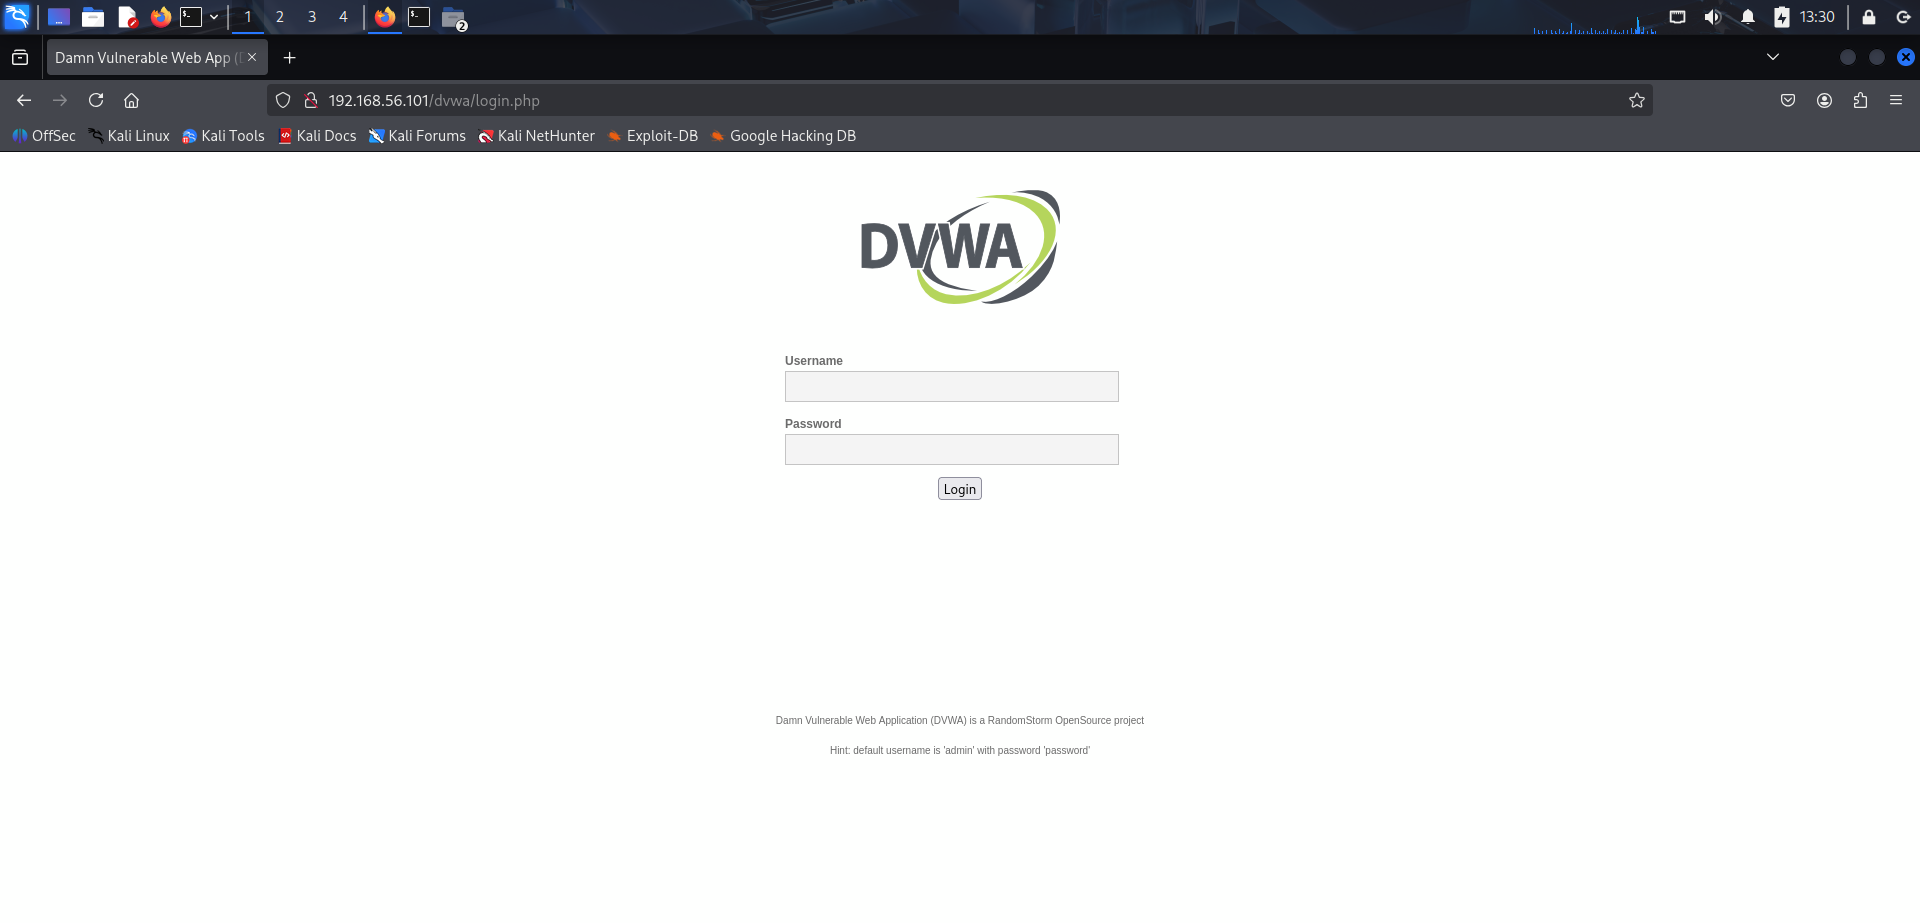 1 2 3 4 2 13:30
Damn Vulnerable Web App (D
192.168.56.101/dvwa/login.php
OffSec Kali Linux Kali Tools Kali Docs Kali Forums Kali NetHunter Exploit-DB Google Hacking DB
DVWA
Username
Password
Login
Damn Vulnerable Web Application (DVWA) is a RandomStorm OpenSource project
Hint: default username is 'admin' with password 'password'